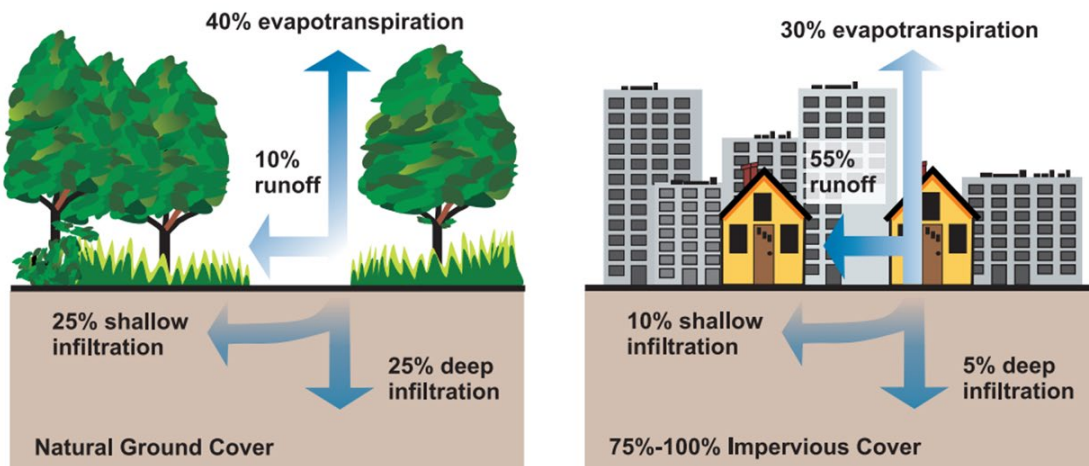 40% evapotranspiration
10%
runoff
25% shallow
infiltration
25% deep
infiltration
Natural Ground Cover
30% evapotranspiration
55%
runoff
10% shallow
infiltration
5% deep
infiltration
75%-100% Impervious Cover